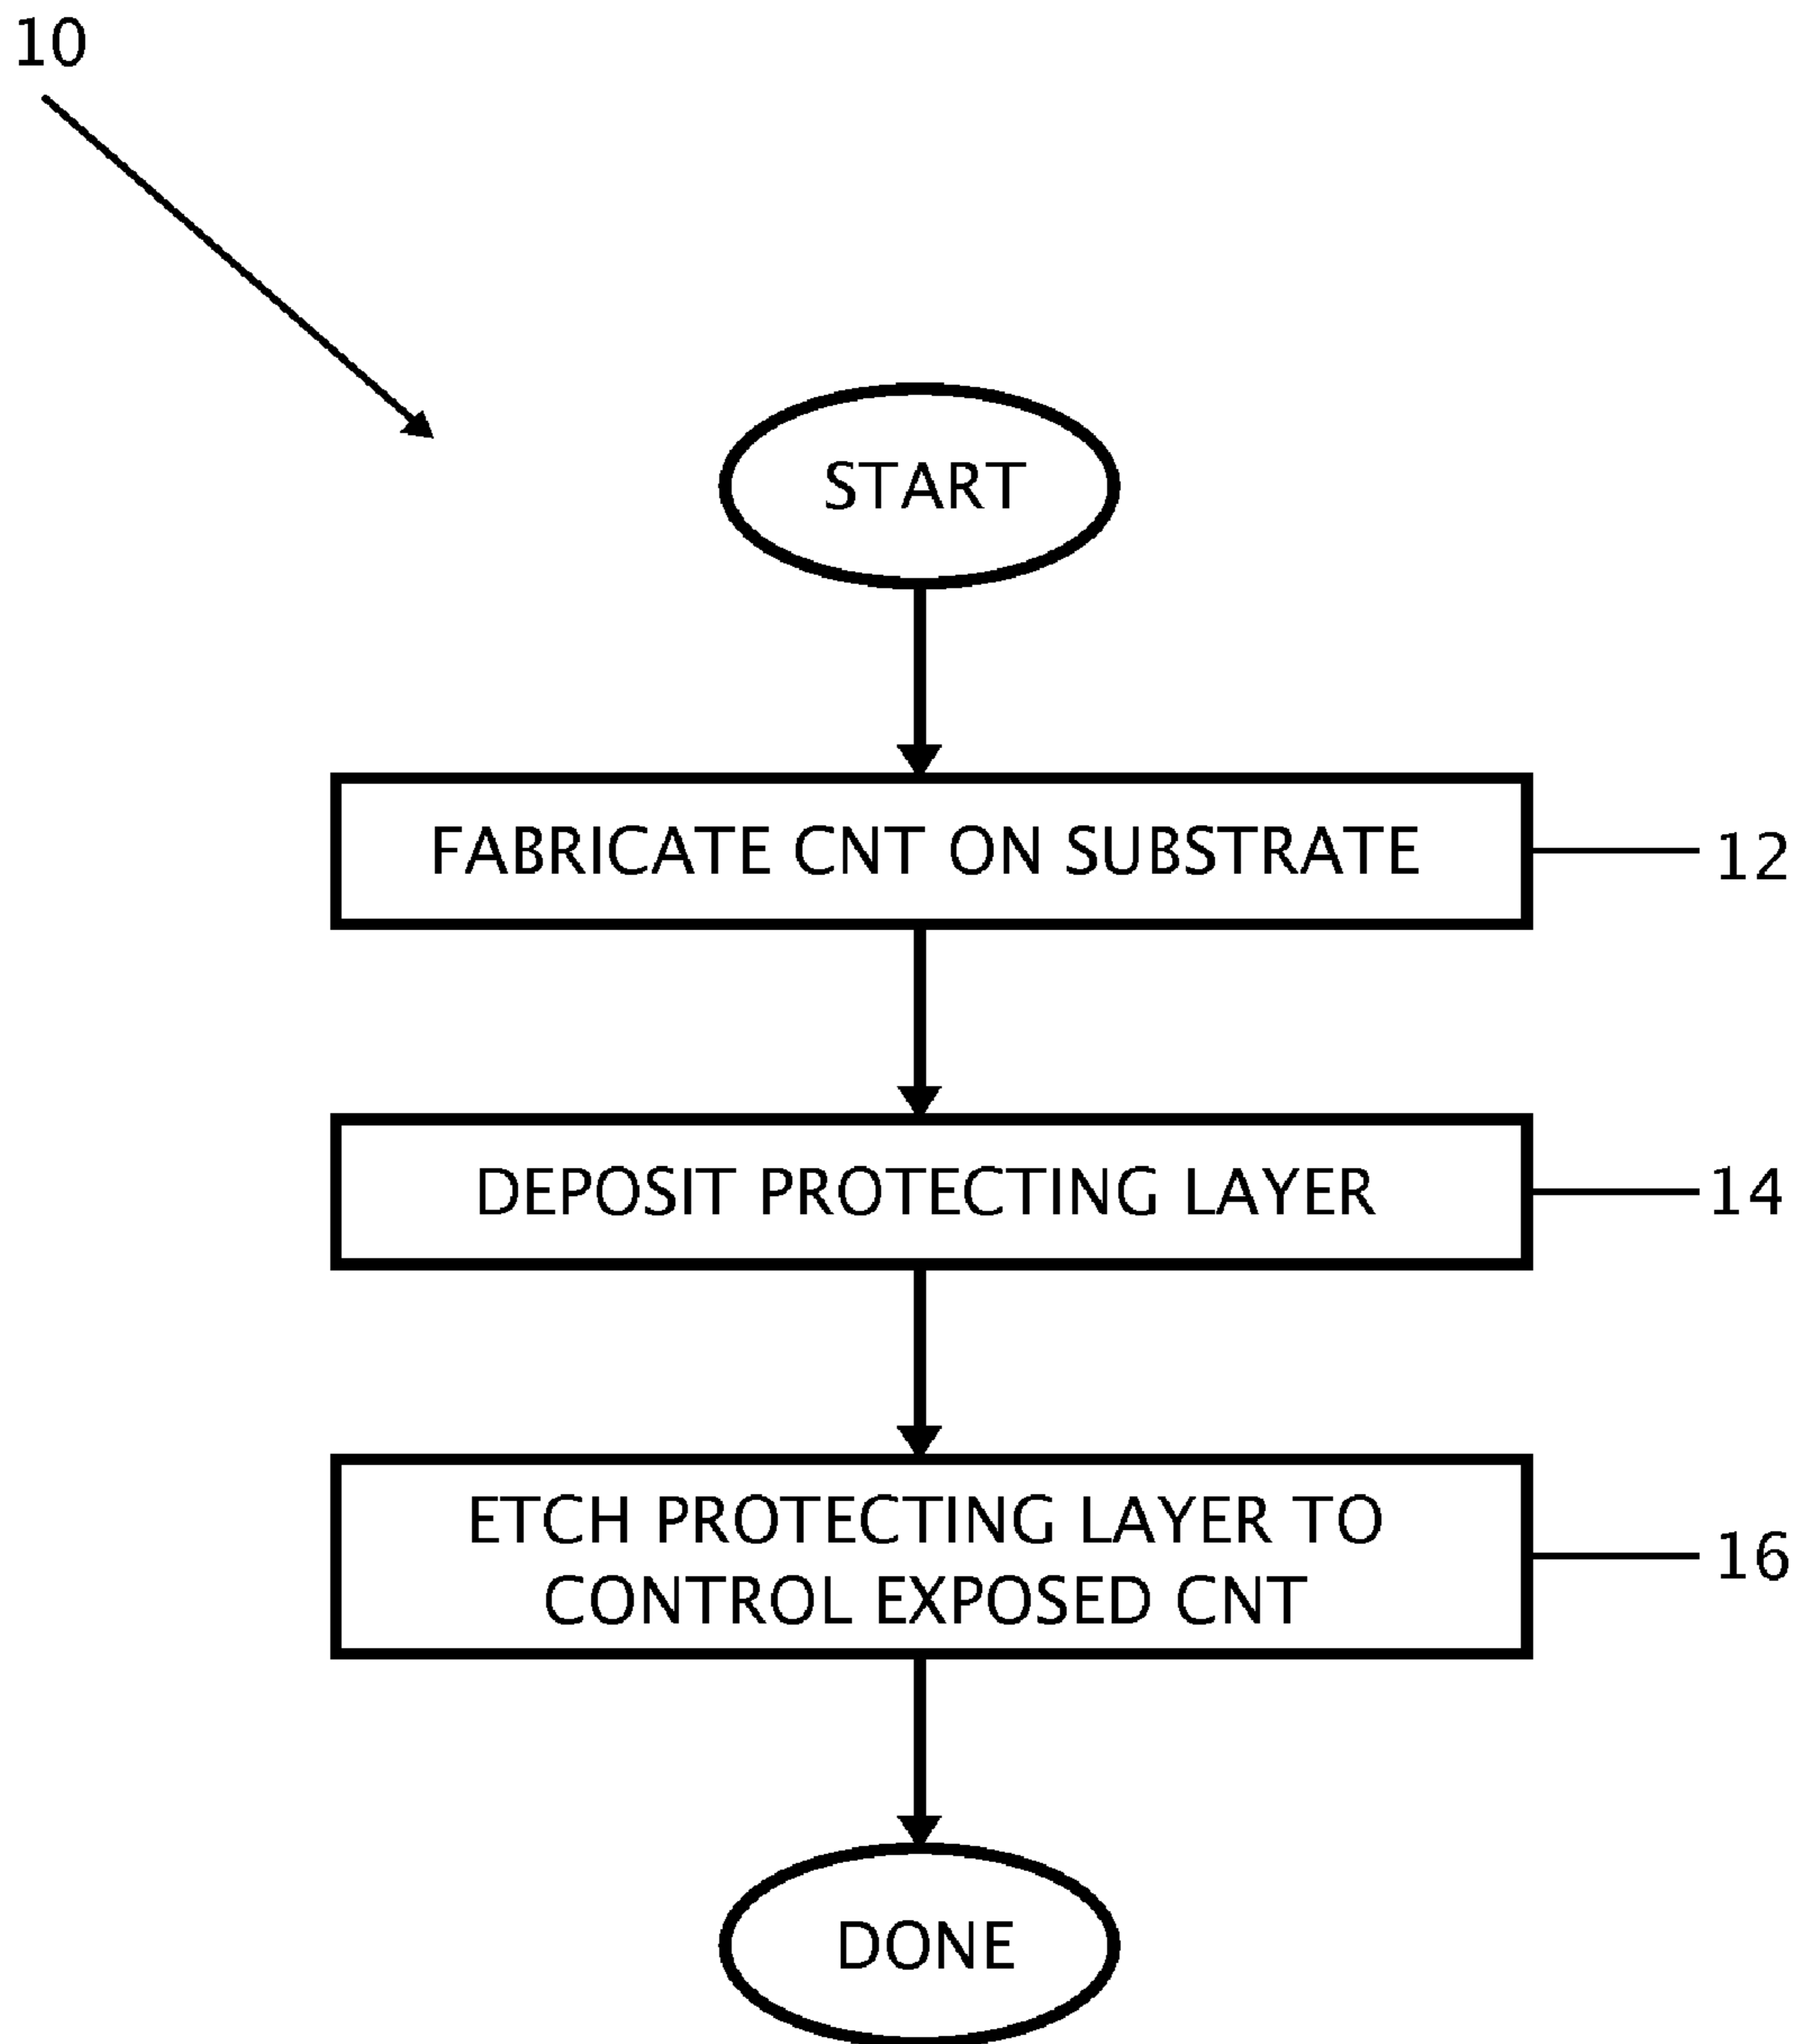 10
START
FABRICATE CNT ON SUBSTRATE
12
DEPOSIT PROTECTING LAYER
14
ETCH PROTECTING LAYER TO
CONTROL EXPOSED CNT
16
DONE